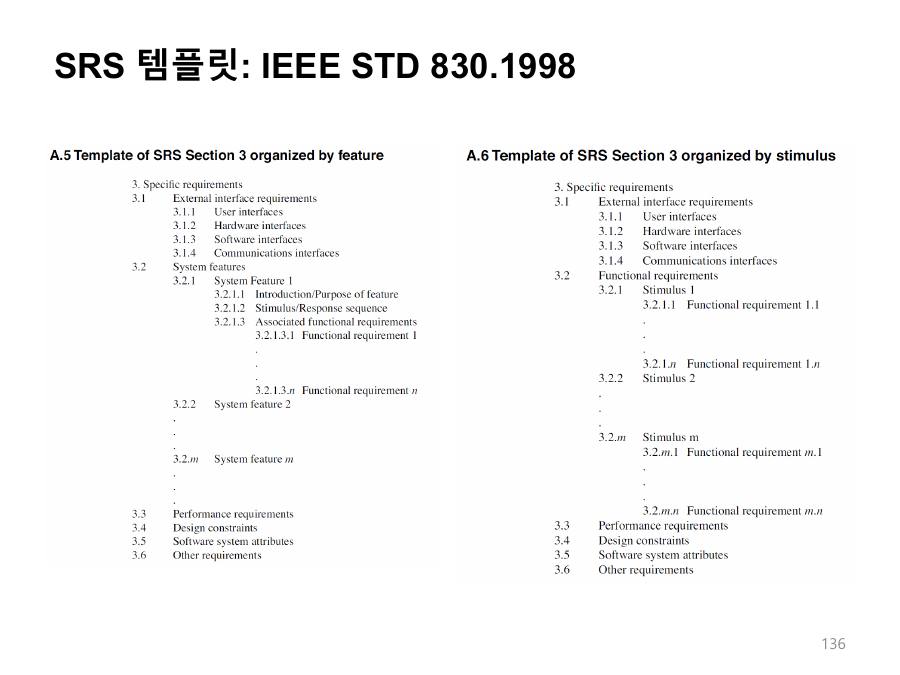 SRS 템플릿: IEEE STD 830.1998
A.5 Template of SRS Section 3 organized by feature
3. Specific requirements
3.1 External interface requirements
3.1.1 User interfaces
3.1.2 Hardware interfaces
3.1.3 Software interfaces
3.1.4 Communications interfaces
3.2 System features
3.2.1 System Feature 1
3.2.1.1 Introduction/Purpose of feature
3.2.1.2 Stimulus/Response sequence
3.2.1.3 Associated functional requirements
3.2.1.3.1 Functional requirement 1
.
.
.
3.2.1.3.n Functional requirement n
3.2.2 System feature 2
.
.
.
3.2.m System feature m
.
.
.
3.3 Performance requirements
3.4 Design constraints
3.5 Software system attributes
3.6 Other requirements
A.6 Template of SRS Section 3 organized by stimulus
3. Specific requirements
3.1 External interface requirements
3.1.1 User interfaces
3.1.2 Hardware interfaces
3.1.3 Software interfaces
3.1.4 Communications interfaces
3.2 Functional requirements
3.2.1 Stimulus 1
3.2.1.1 Functional requirement 1.1
.
.
.
3.2.1.n Functional requirement 1.n
3.2.2 Stimulus 2
.
.
.
3.2.m Stimulus m
3.2.m.1 Functional requirement m.1
.
.
.
3.2.m.n Functional requirement m.n
3.3 Performance requirements
3.4 Design constraints
3.5 Software system attributes
3.6 Other requirements
136